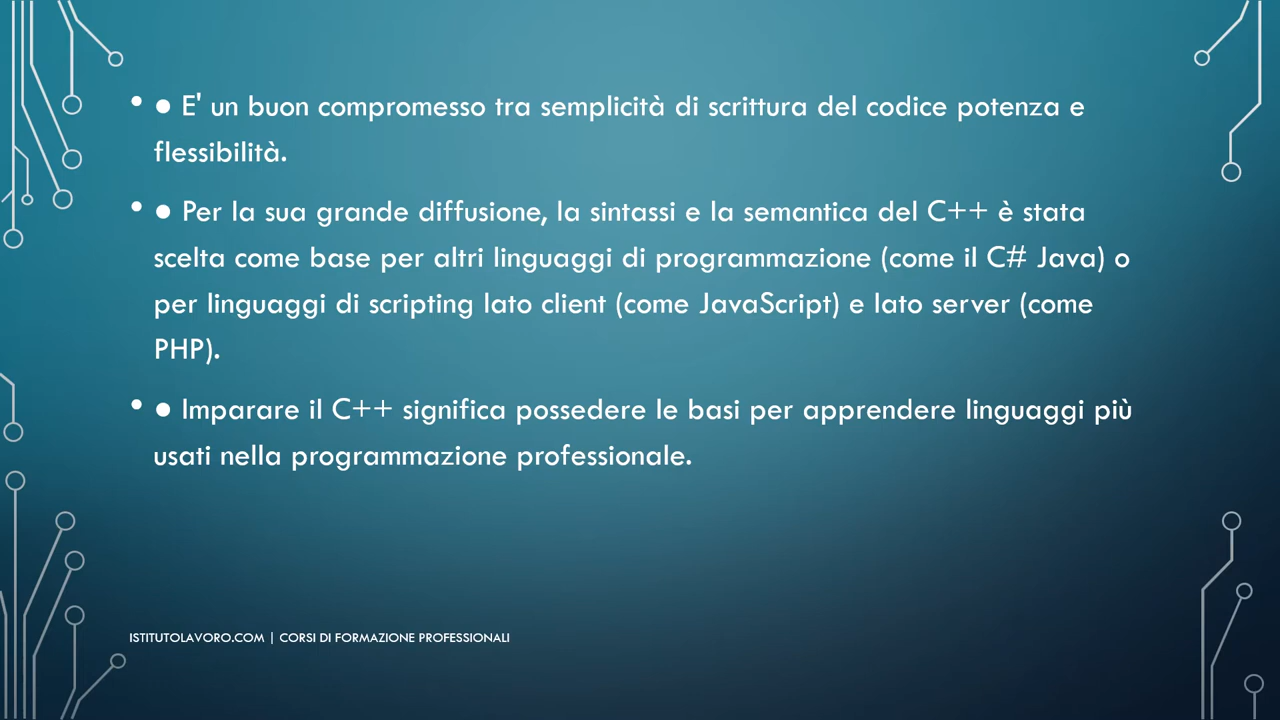 • ● E' un buon compromesso tra semplicità di scrittura del codice potenza e
flessibilità.
• ● Per la sua grande diffusione, la sintassi e la semantica del C++ è stata
scelta come base per altri linguaggi di programmazione (come il C# Java) o
per linguaggi di scripting lato client (come JavaScript) e lato server (come
PHP).
• ● Imparare il C++ significa possedere le basi per apprendere linguaggi più
usati nella programmazione professionale.
ISTITUTOLAVORO.COM | CORSI DI FORMAZIONE PROFESSIONALI